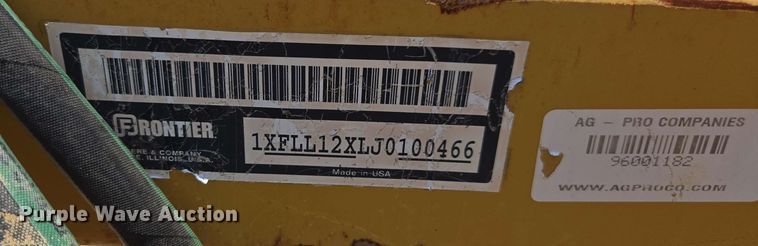 FRONTIER
ERE & COMPANY
E, ILLINOIS, U.S.A.
1XFLL12XLJ0100466
Made in USA
AG - PRO COMPANIES
96001182
WWW.AGPROCO.COM
Purple Wave Auction